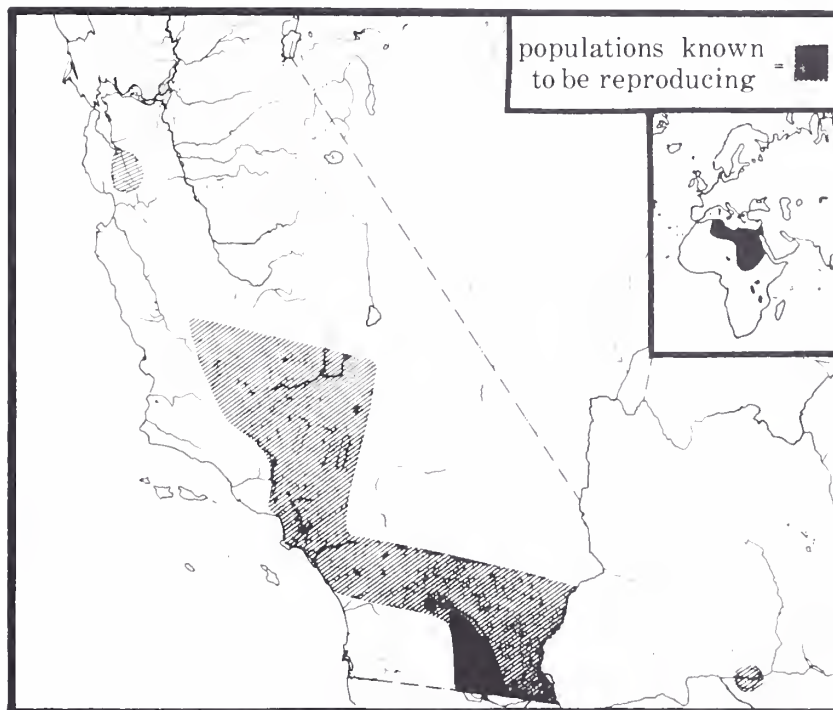 populations known
to be reproducing =